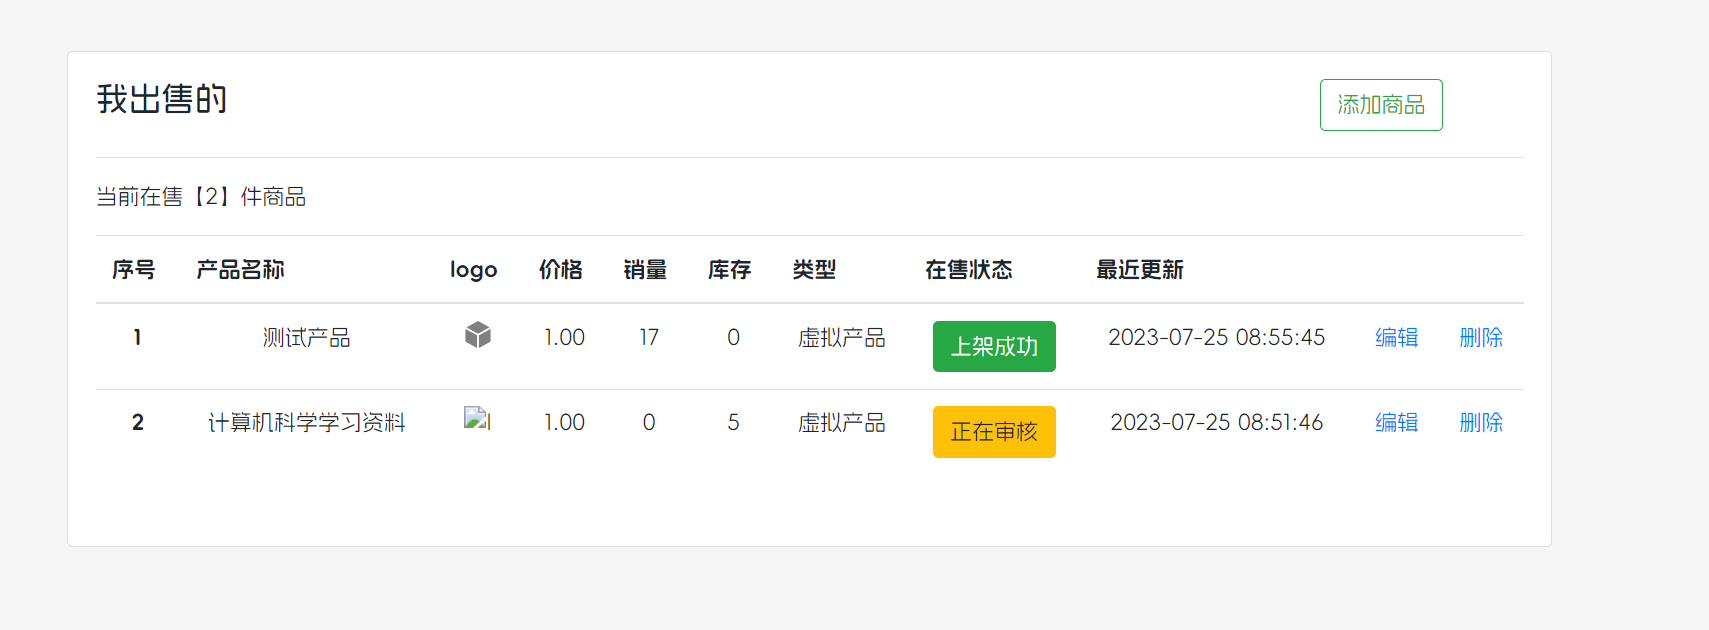 我出售的
添加商品
当前在售【2】件商品
序号 产品名称 logo 价格 销量 库存 类型 在售状态 最近更新
1 测试产品 1.00 17 0 虚拟产品 上架成功 2023-07-25 08:55:45 编辑 删除
2 计算机科学学习资料 1.00 0 5 虚拟产品 正在审核 2023-07-25 08:51:46 编辑 删除